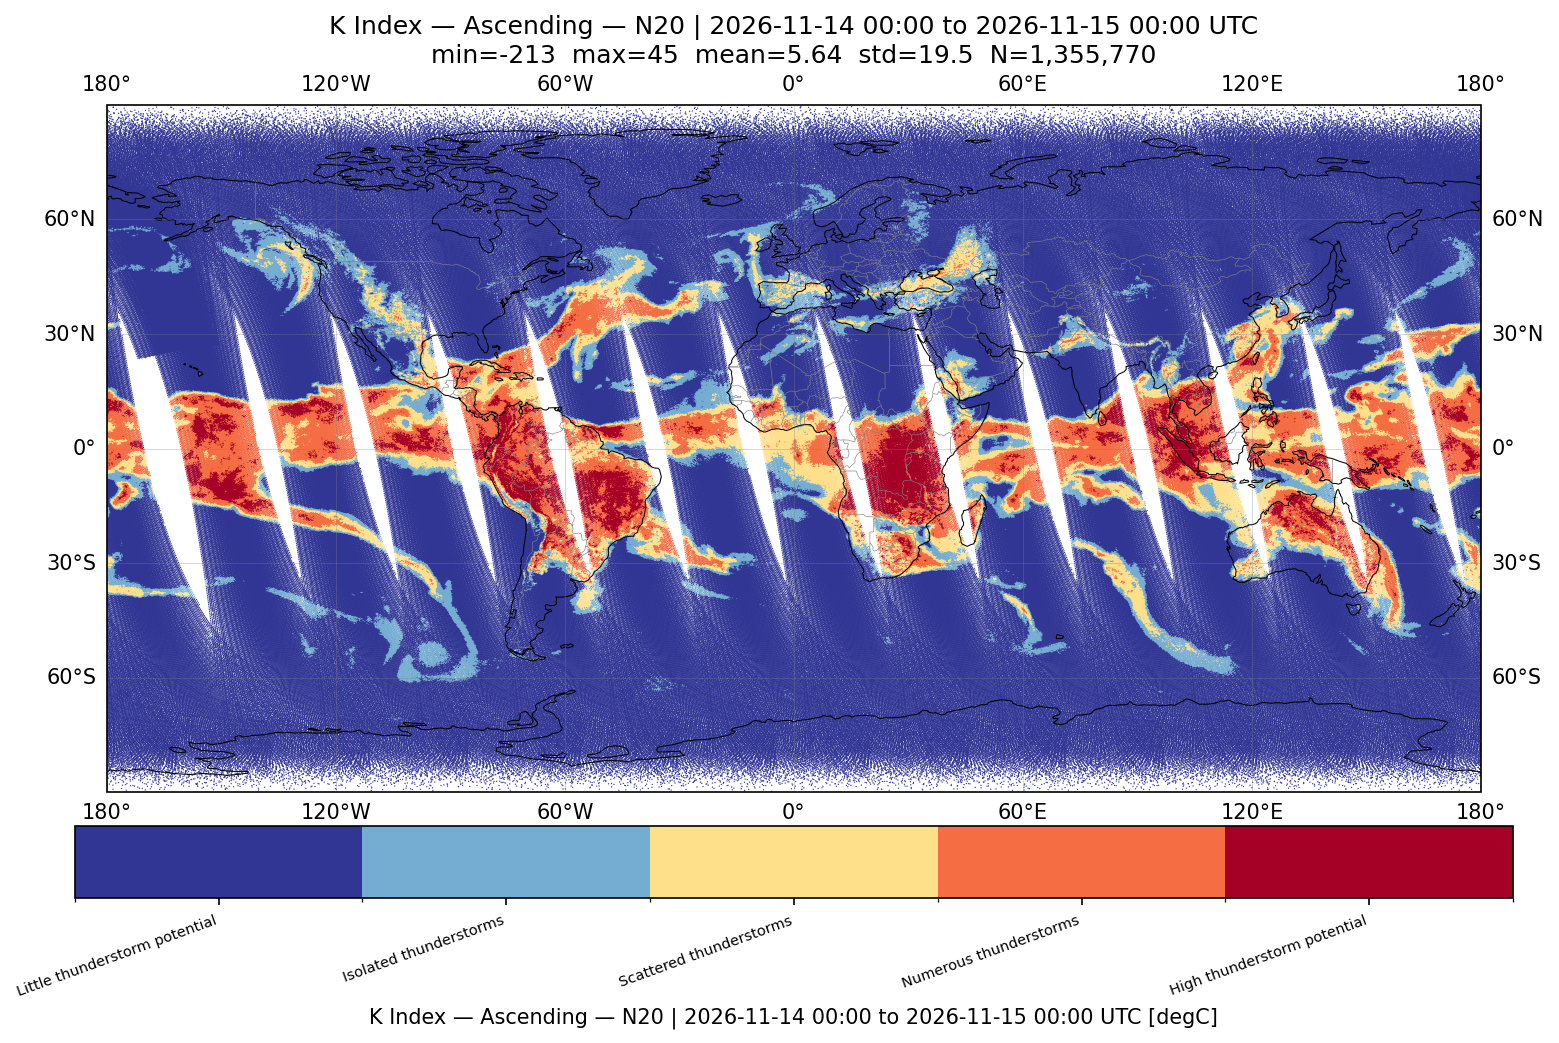 K Index — Ascending — N20 | 2026-11-14 00:00 to 2026-11-15 00:00 UTC
min=-213 max=45 mean=5.64 std=19.5 N=1,355,770
180° 120°W 60°W 0° 60°E 120°E 180°
60°N 60°N
30°N 30°N
0° 0°
30°S 30°S
60°S 60°S
180° 120°W 60°W 0° 60°E 120°E 180°
Little thunderstorm potential
Isolated thunderstorms
Scattered thunderstorms
Numerous thunderstorms
High thunderstorm potential
K Index — Ascending — N20 | 2026-11-14 00:00 to 2026-11-15 00:00 UTC [degC]